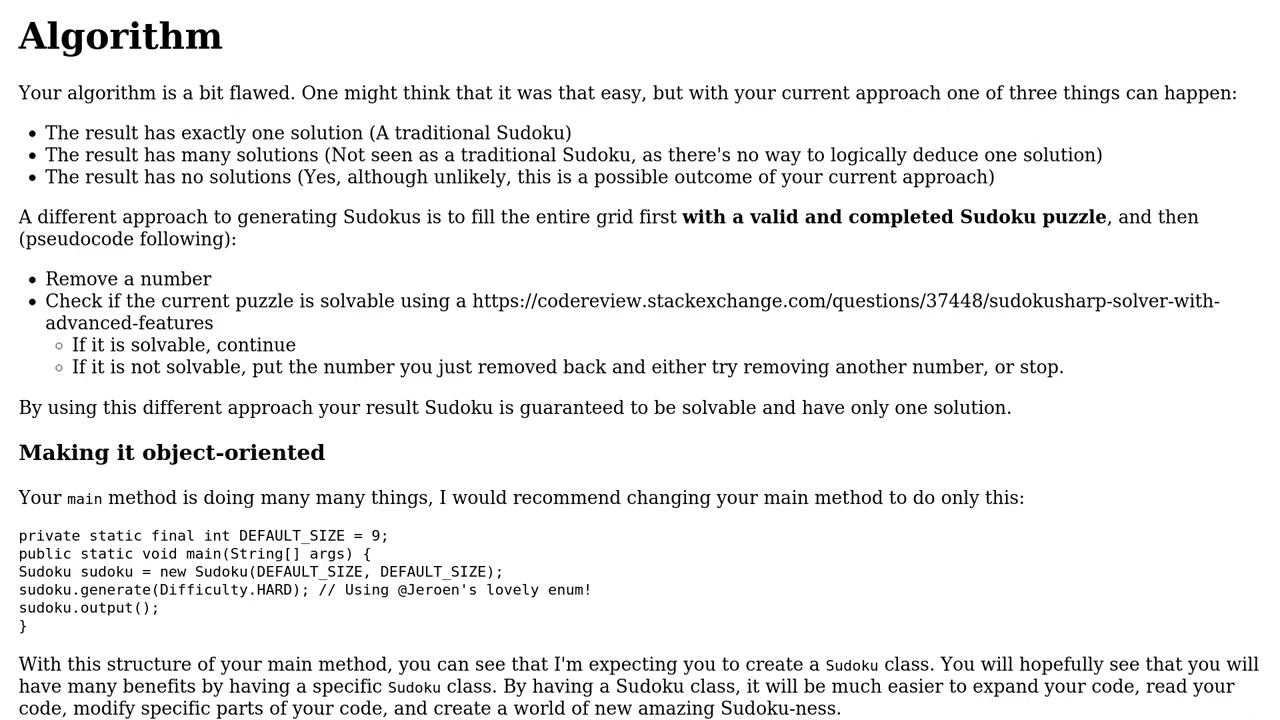 Algorithm
Your algorithm is a bit flawed. One might think that it was that easy, but with your current approach one of three things can happen:
• The result has exactly one solution (A traditional Sudoku)
• The result has many solutions (Not seen as a traditional Sudoku, as there's no way to logically deduce one solution)
• The result has no solutions (Yes, although unlikely, this is a possible outcome of your current approach)
A different approach to generating Sudokus is to fill the entire grid first with a valid and completed Sudoku puzzle, and then
(pseudocode following):
• Remove a number
• Check if the current puzzle is solvable using a https://codereview.stackexchange.com/questions/37448/sudokusharp-solver-with-
advanced-features
◦ If it is solvable, continue
◦ If it is not solvable, put the number you just removed back and either try removing another number, or stop.
By using this different approach your result Sudoku is guaranteed to be solvable and have only one solution.
Making it object-oriented
Your main method is doing many many things, I would recommend changing your main method to do only this:
private static final int DEFAULT_SIZE = 9;
public static void main(String[] args) {
Sudoku sudoku = new Sudoku(DEFAULT_SIZE, DEFAULT_SIZE);
sudoku.generate(Difficulty.HARD); // Using @Jeroen's lovely enum!
sudoku.output();
}
With this structure of your main method, you can see that I'm expecting you to create a Sudoku class. You will hopefully see that you will
have many benefits by having a specific Sudoku class. By having a Sudoku class, it will be much easier to expand your code, read your
code, modify specific parts of your code, and create a world of new amazing Sudoku-ness.